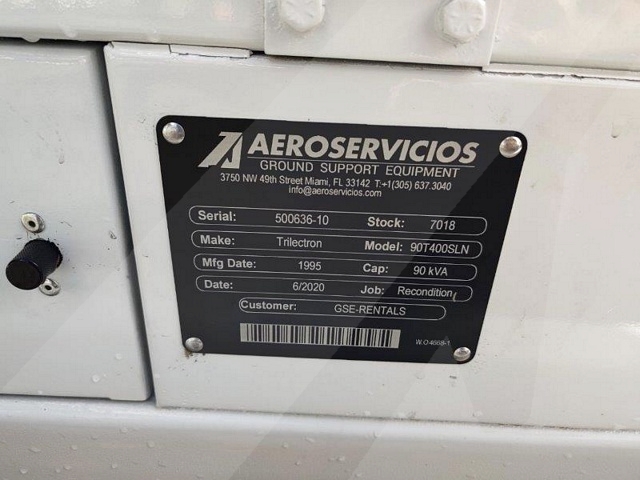 AEROSERVICIOS
GROUND SUPPORT EQUIPMENT
3750 NW 49th Street Miami, FL 33142 T:+1(305) 637.3040
Info@aeroservicios.com
Serial: 500636-10 Stock: 7018
Make: Trilectron Model: 90T400SLN
Mfg Date: 1995 Cap: 90 kVA
Date: 6/2020 Job: Recondition
Customer: GSE-RENTALS
W.O4668-1